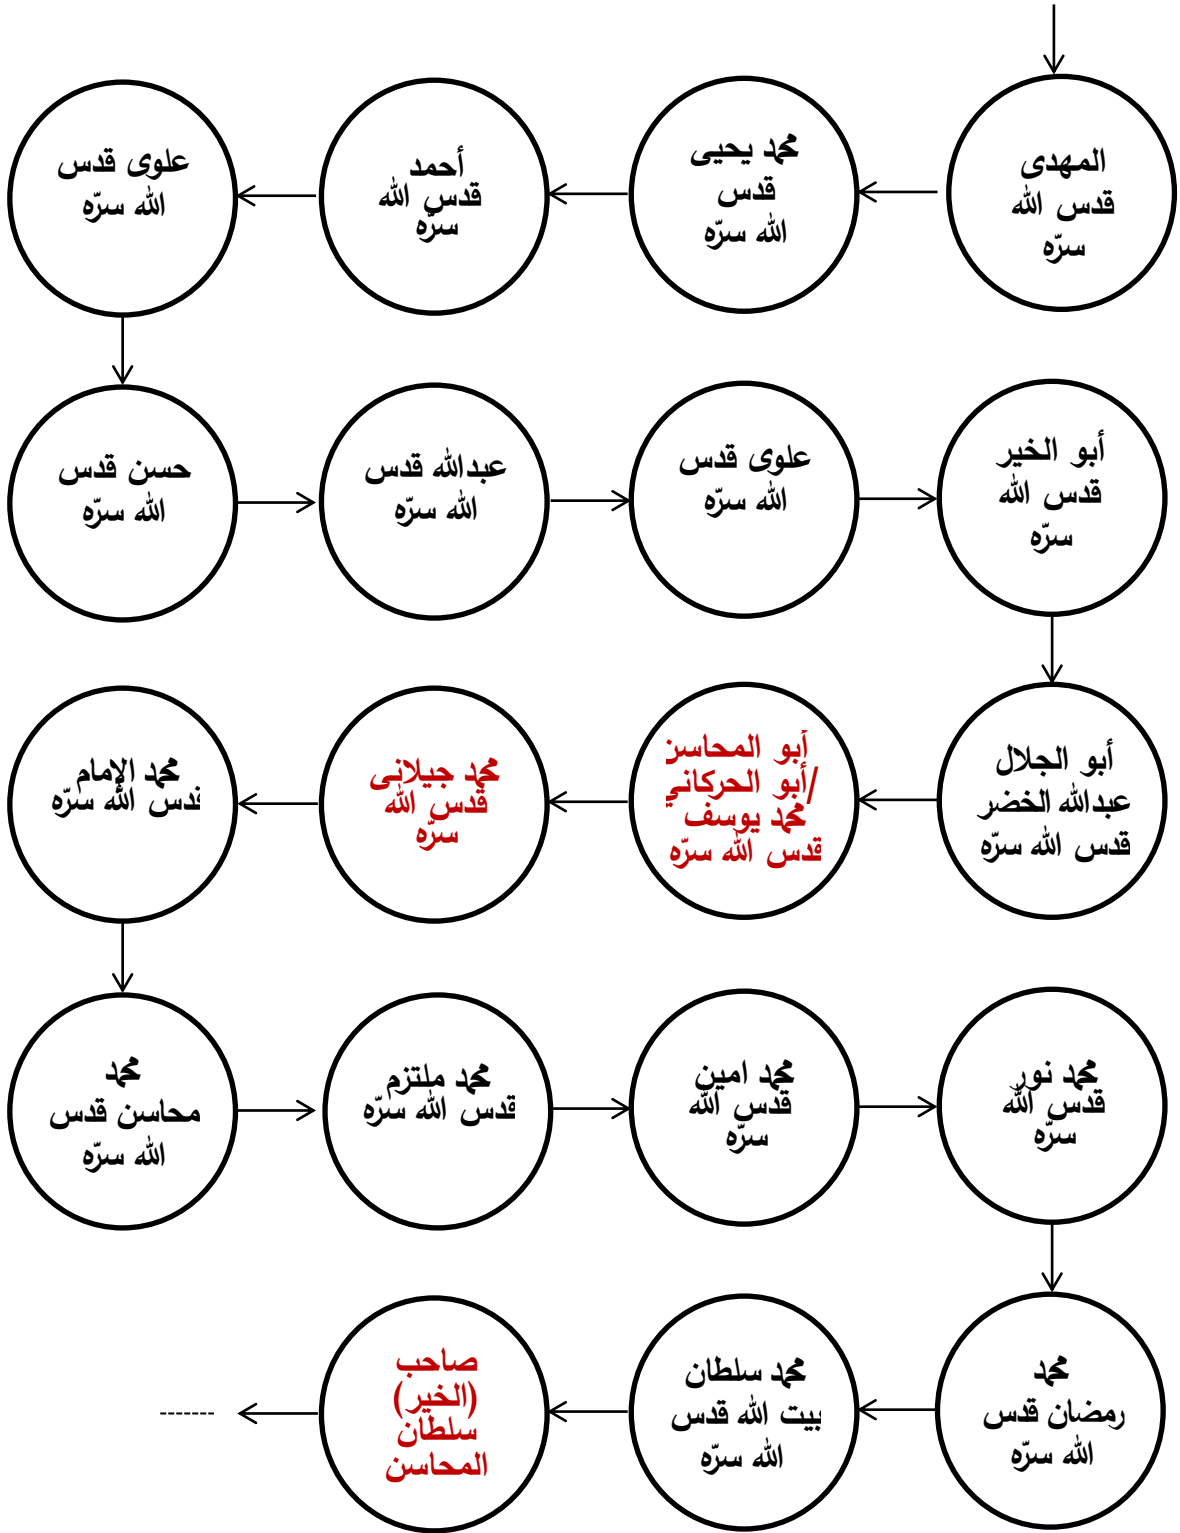 المهدى
قدس الله
سرّه
محمد يحيى
قدس
الله سرّه
أحمد
قدس الله
سرّه
علوى قدس
الله سرّه
حسن قدس
الله سرّه
عبدالله قدس
الله سرّه
علوى قدس
الله سرّه
أبو الخير
قدس الله
سرّه
أبو الجلال
عبدالله الخضر
قدس الله سرّه
أبو المحاسن
/أبو الحركاني
محمد يوسف
قدس الله سرّه
محمد جيلانى
قدس الله
سرّه
محمد الإمام
قدس الله سرّه
محمد
محاسن قدس
الله سرّه
محمد ملتزم
قدس الله سرّه
محمد امين
قدس الله
سرّه
محمد نور
قدس الله
سرّه
محمد
رمضان قدس
الله سرّه
محمد سلطان
بيت الله قدس
الله سرّه
صاحب
(الخير)
سلطان
المحاسن